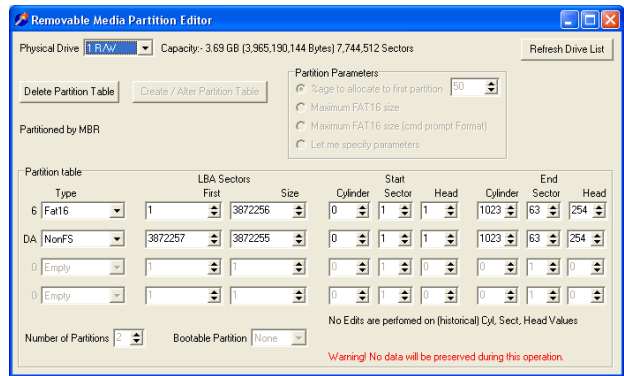 Removable Media Partition Editor
Physical Drive 1 R/W Capacity:- 3.69 GB (3,965,190,144 Bytes) 7,744,512 Sectors Refresh Drive List
Partition Parameters
Delete Partition Table Create / Alter Partition Table %age to allocate to first partition 50
Maximum FAT16 size
Partitioned by MBR Maximum FAT16 size (cmd prompt Format)
Let me specify parameters
Partition table
LBA Sectors Start End
Type First Size Cylinder Sector Head Cylinder Sector Head
6 Fat16 1 3872256 0 1 1 1023 63 254
DA NonFS 3872257 3872255 0 1 1 1023 63 254
0 Empty 1 1 0 1 0 0 1 0
0 Empty 1 1 0 1 0 0 1 0
No Edits are perfomed on (historical) Cyl, Sect, Head Values
Number of Partitions 2 Bootable Partition None
Warning! No data will be preserved during this operation.